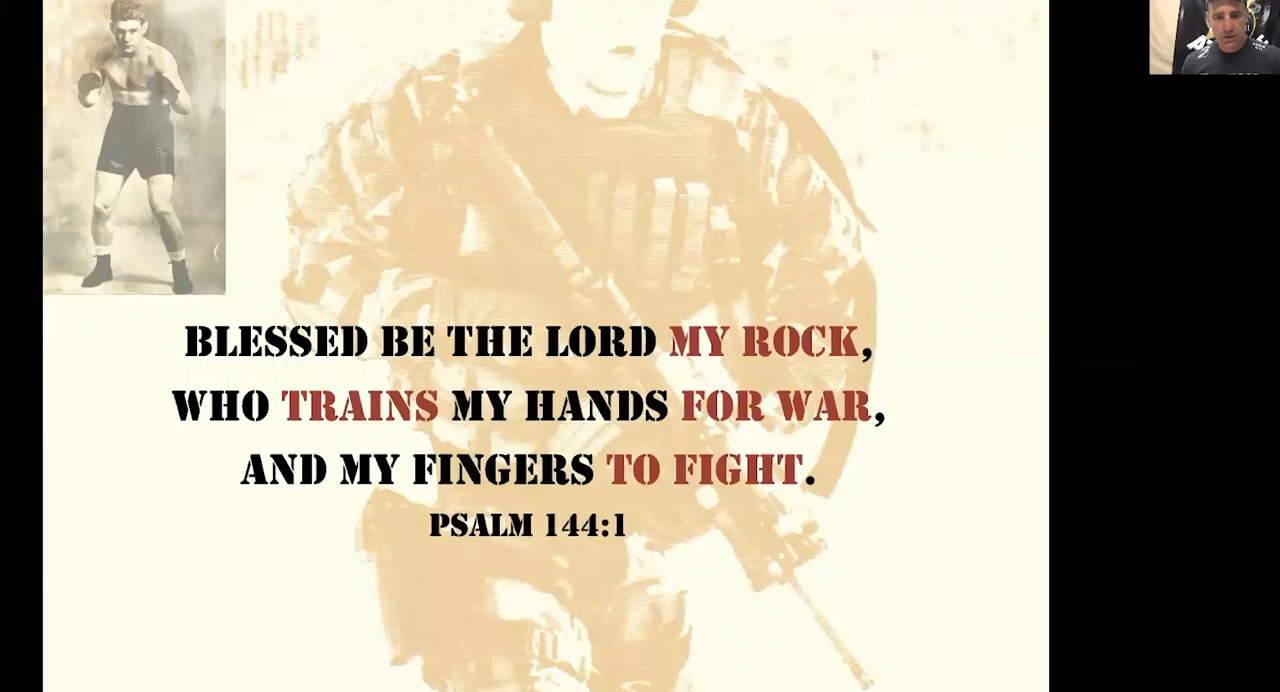 BLESSED BE THE LORD MY ROCK,
WHO TRAINS MY HANDS FOR WAR,
AND MY FINGERS TO FIGHT.
PSALM 144:1